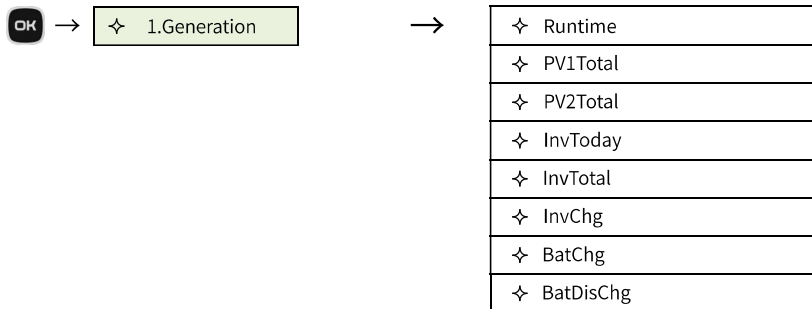 OK → ✧ 1.Generation →
✧ Runtime
✧ PV1Total
✧ PV2Total
✧ InvToday
✧ InvTotal
✧ InvChg
✧ BatChg
✧ BatDisChg